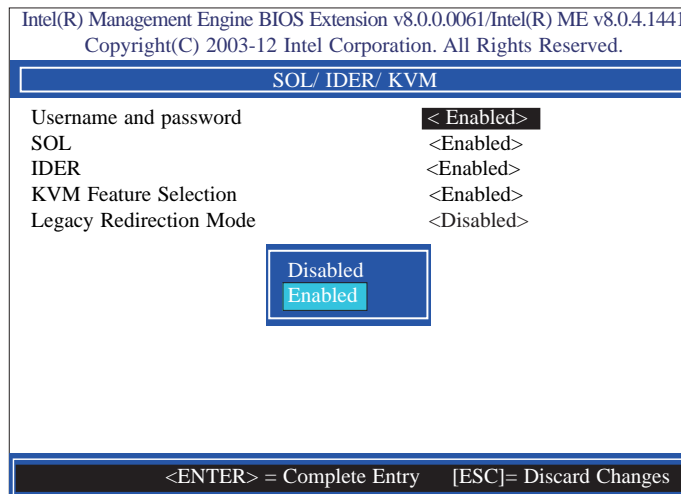 Intel(R) Management Engine BIOS Extension v8.0.0.0061/Intel(R) ME v8.0.4.1441
Copyright(C) 2003-12 Intel Corporation. All Rights Reserved.
SOL/ IDER/ KVM
Username and password < Enabled>
SOL <Enabled>
IDER <Enabled>
KVM Feature Selection <Enabled>
Legacy Redirection Mode <Disabled>
Disabled
Enabled
<ENTER> = Complete Entry [ESC]= Discard Changes